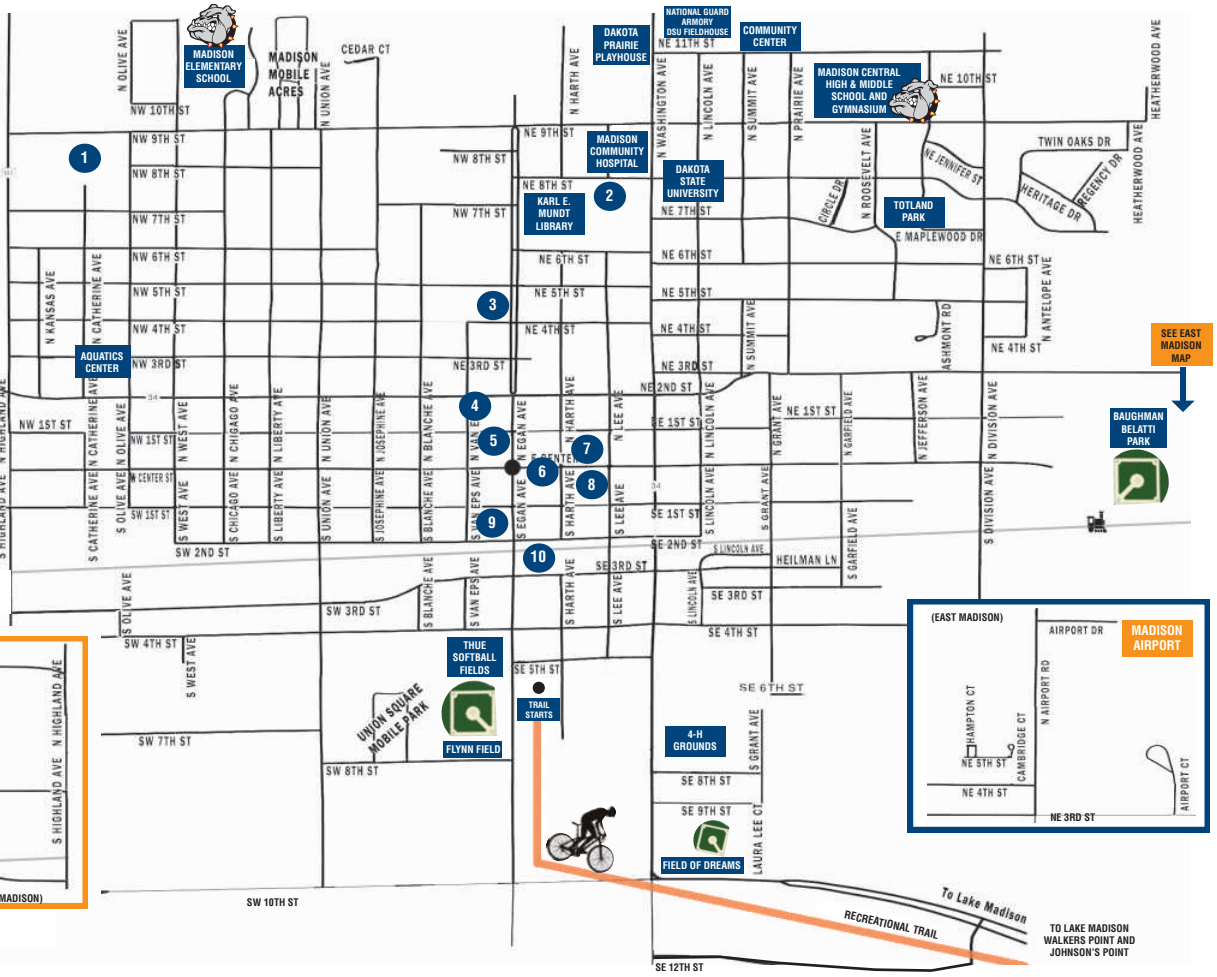 NATIONAL GUARD
ARMORY
DSU FIELDHOUSE
DAKOTA
PRAIRIE
PLAYHOUSE
NE 11TH ST
COMMUNITY
CENTER
N OLIVE AVE
MADISON
ELEMENTARY
SCHOOL
MADISON
MOBILE
ACRES
N UNION AVE
CEDAR CT
N HARTH AVE
N WASHINGTON AVE
N LINCOLN AVE
N SUMMIT AVE
N PRAIRIE AVE
MADISON CENTRAL
HIGH & MIDDLE
SCHOOL AND
GYMNASIUM
NE 10TH ST
HEATHERWOOD AVE
NW 10TH ST
NW 9TH ST
NE 9TH ST
MADISON
COMMUNITY
HOSPITAL
N ROOSEVELT AVE
TWIN OAKS DR
1
NW 8TH ST
NW 8TH ST
NE 8TH ST
2
DAKOTA
STATE
UNIVERSITY
NE JENNIFER ST
REGENCY DR
HERITAGE DR
HEATHERWOOD AVE
CIRCLE DR
KARL E.
MUNDT
LIBRARY
NW 7TH ST
NW 7TH ST
NE 7TH ST
TOTLAND
PARK
E MAPLEWOOD DR
N KANSAS AVE
N CATHERINE AVE
NW 6TH ST
NE 6TH ST
NE 6TH ST
NE 6TH ST
N ANTELOPE AVE
NW 5TH ST
NE 5TH ST
NE 5TH ST
3
NW 4TH ST
NE 4TH ST
NE 4TH ST
N SUMMIT AVE
ASHMONT RD
NE 4TH ST
SEE EAST
MADISON
MAP
AQUATICS
CENTER
NW 3RD ST
NE 3RD ST
NE 3RD ST
NE 2ND ST
34
4
N HIGHLAND AVE
N CATHERINE AVE
N OLIVE AVE
N WEST AVE
N CHICAGO AVE
N LIBERTY AVE
N UNION AVE
N JOSEPHINE AVE
N BLANCHE AVE
N VAN E
N EGAN AVE
N HARTH AVE
N LEE AVE
N LINCOLN AVE
N GRANT AVE
NE 1ST ST
N GARFIELD AVE
N JEFFERSON AVE
N DIVISION AVE
BAUGHMAN
BELATTI
PARK
NW 1ST ST
NW 1ST ST
E 1ST ST
5
7
E CENTE
6
8
W CENTER ST
34
SW 1ST ST
SE 1ST ST
9
S HIGHLAND AVE
S CATHERINE AVE
S OLIVE AVE
S WEST AVE
S CHICAGO AVE
S LIBERTY AVE
S UNION AVE
S JOSEPHINE AVE
S BLANCHE AVE
S VAN EPS AVE
S EGAN AVE
S HARTH AVE
S LEE AVE
S LINCOLN AVE
S GRANT AVE
S GARFIELD AVE
S DIVISION AVE
SW 2ND ST
SE 2ND ST
S LINCOLN AVE
10
SE 3RD ST
HEILMAN LN
S OLIVE AVE
SW 3RD ST
S BLANCHE AVE
S VAN EPS AVE
S HARTH AVE
S LEE AVE
S LINCOLN AVE
SE 3RD ST
SW 4TH ST
SE 4TH ST
S WEST AVE
THUE
SOFTBALL
FIELDS
SE 5TH ST
TRAIL
STARTS
UNION SQUARE
MOBILE PARK
FLYNN FIELD
SE 6TH ST
4-H
GROUNDS
S GRANT AVE
SW 7TH ST
SW 8TH ST
SE 8TH ST
SE 9TH ST
LAURA LEE CT
FIELD OF DREAMS
N HIGHLAND AVE
S HIGHLAND AVE
MADISON)
SW 10TH ST
To Lake Madison
RECREATIONAL TRAIL
TO LAKE MADISON
WALKERS POINT AND
JOHNSON'S POINT
SE 12TH ST
(EAST MADISON)
AIRPORT DR
MADISON
AIRPORT
N AIRPORT RD
HAMPTON CT
CAMBRIDGE CT
NE 5TH ST
NE 4TH ST
AIRPORT CT
NE 3RD ST